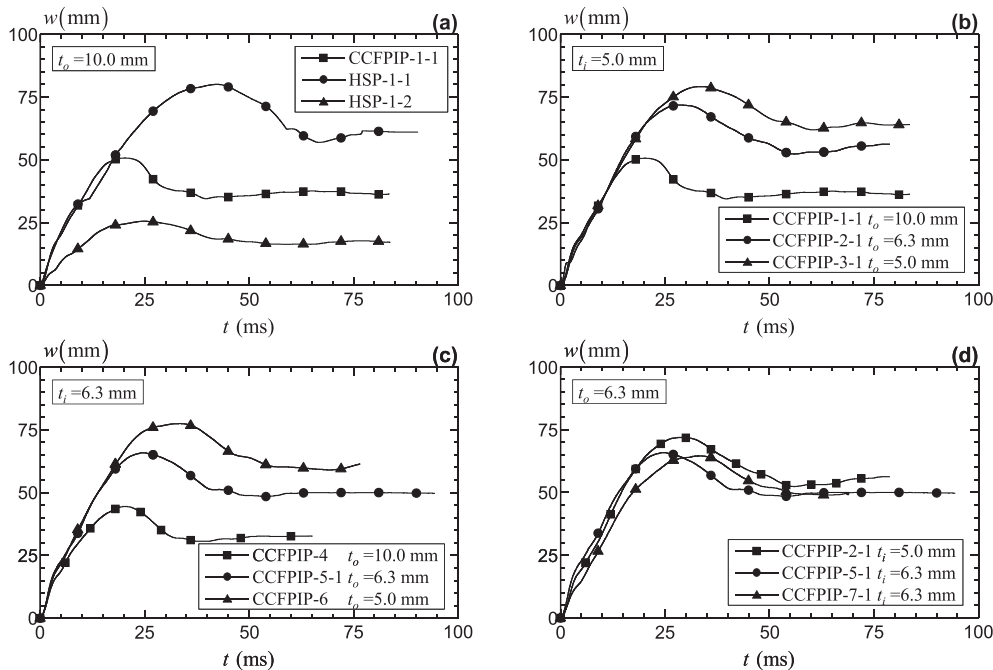 w(mm)
(a)
100
75
50
25
0
t_o =10.0 mm
CCFPIP-1-1
HSP-1-1
HSP-1-2
0 25 50 75 100
t (ms)
w(mm)
(b)
100
75
50
25
0
t_i =5.0 mm
CCFPIP-1-1 t_o =10.0 mm
CCFPIP-2-1 t_o =6.3 mm
CCFPIP-3-1 t_o =5.0 mm
0 25 50 75 100
t (ms)
w(mm)
(c)
100
75
50
25
0
t_i =6.3 mm
CCFPIP-4 t_o =10.0 mm
CCFPIP-5-1 t_o =6.3 mm
CCFPIP-6 t_o =5.0 mm
0 25 50 75 100
t (ms)
w(mm)
(d)
100
75
50
25
0
t_o =6.3 mm
CCFPIP-2-1 t_i =5.0 mm
CCFPIP-5-1 t_i =6.3 mm
CCFPIP-7-1 t_i =6.3 mm
0 25 50 75 100
t (ms)